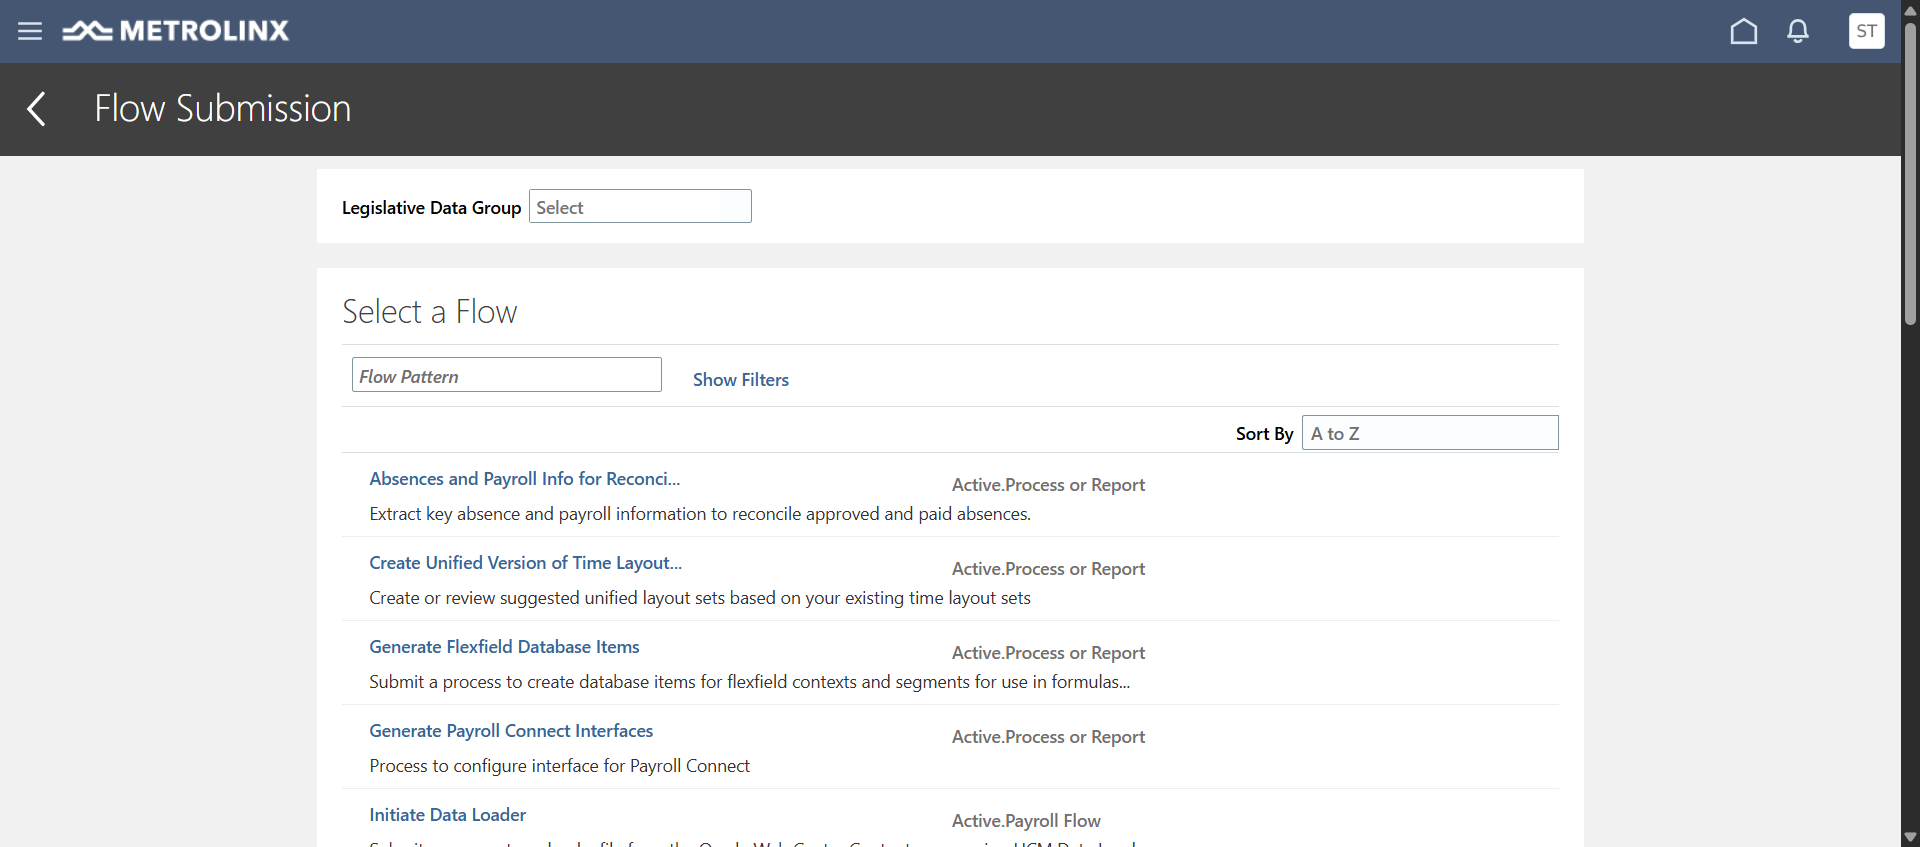 METROLINX
ST
Flow Submission
Legislative Data Group Select
Select a Flow
Flow Pattern Show Filters
Sort By A to Z
Absences and Payroll Info for Reconci... Active.Process or Report
Extract key absence and payroll information to reconcile approved and paid absences.
Create Unified Version of Time Layout... Active.Process or Report
Create or review suggested unified layout sets based on your existing time layout sets
Generate Flexfield Database Items Active.Process or Report
Submit a process to create database items for flexfield contexts and segments for use in formulas...
Generate Payroll Connect Interfaces Active.Process or Report
Process to configure interface for Payroll Connect
Initiate Data Loader Active.Payroll Flow